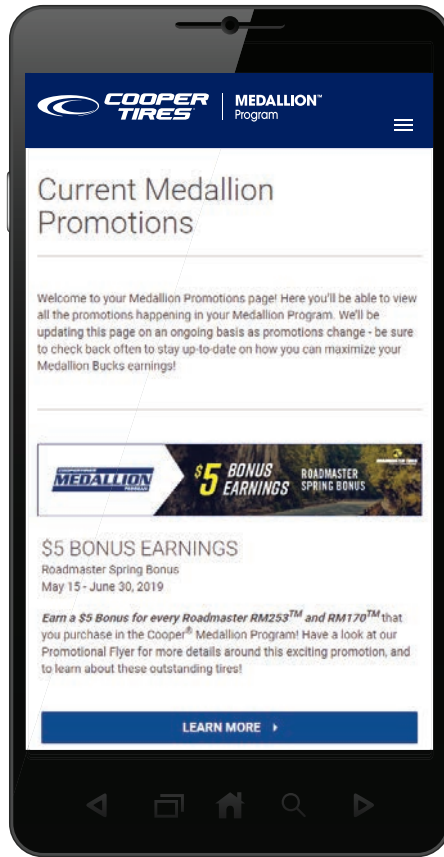 COOPER TIRES® | MEDALLION™ Program
Current Medallion
Promotions
Welcome to your Medallion Promotions page! Here you'll be able to view
all the promotions happening in your Medallion Program. We'll be
updating this page on an ongoing basis as promotions change - be sure
to check back often to stay up-to-date on how you can maximize your
Medallion Bucks earnings!
COOPER TIRES MEDALLION PROGRAM
$5 BONUS EARNINGS
ROADMASTER SPRING BONUS
$5 BONUS EARNINGS
Roadmaster Spring Bonus
May 15 - June 30, 2019
Earn a $5 Bonus for every Roadmaster RM253TM and RM170TM that
you purchase in the Cooper® Medallion Program! Have a look at our
Promotional Flyer for more details around this exciting promotion, and
to learn about these outstanding tires!
LEARN MORE